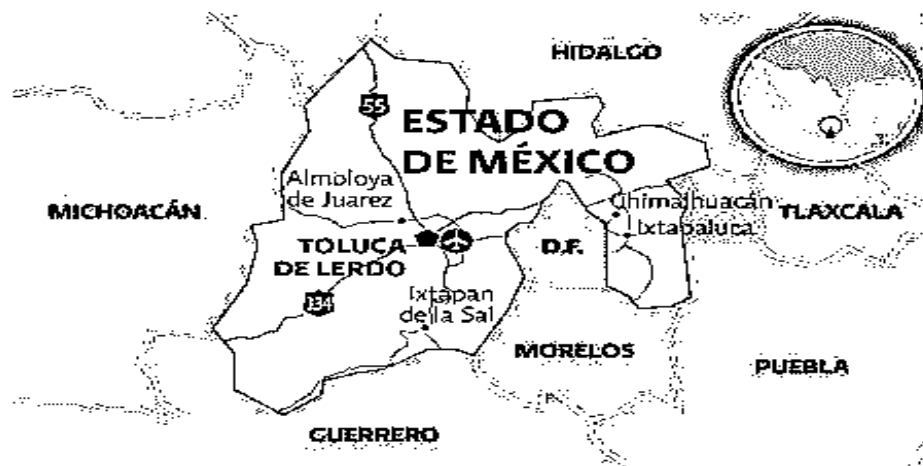 HIDALGO
55
ESTADO
DE MÉXICO
Almoloya
de Juarez
MICHOACÁN
Chimalhuacán
Ixtapaluca
TLAXCALA
TOLUCA
DE LERDO
D.F.
134
Ixtapan
de la Sal
MORELOS
PUEBLA
GUERRERO